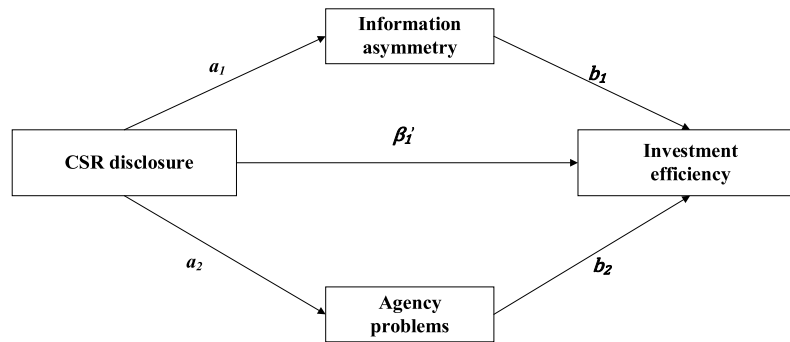 Information
asymmetry
a₁
b₁
β₁'
CSR disclosure
Investment
efficiency
a₂
b₂
Agency
problems